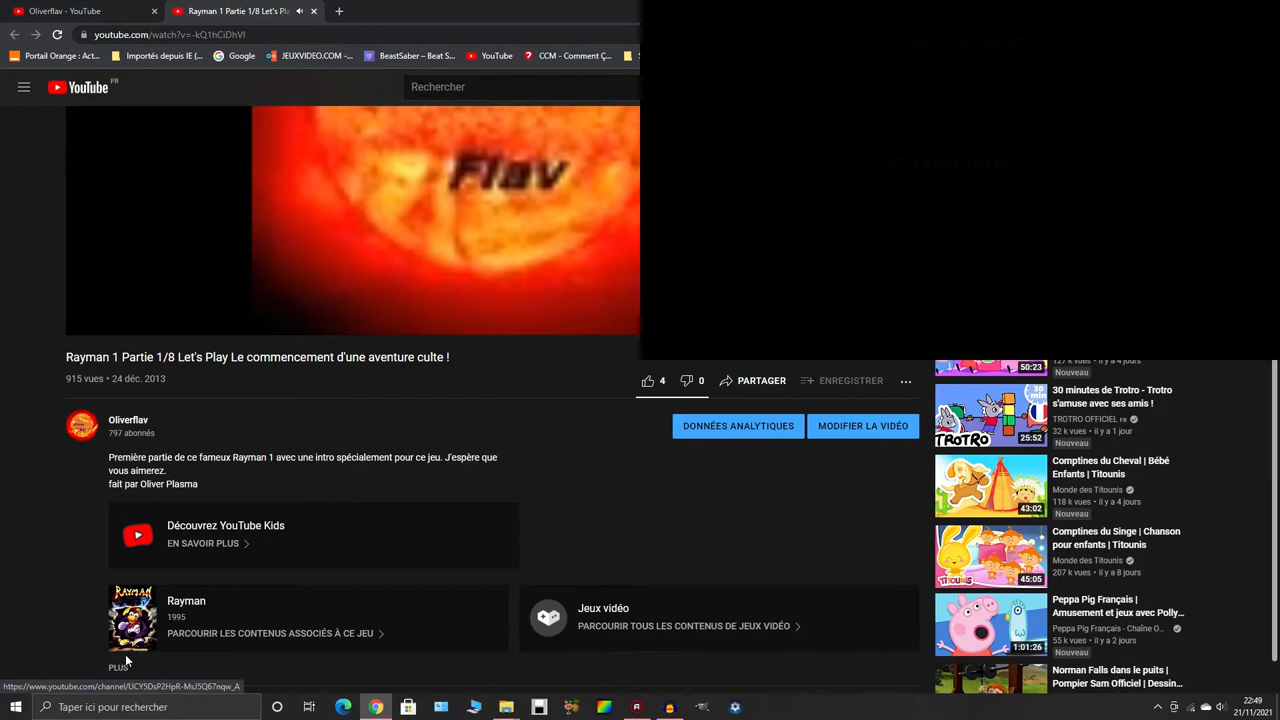 Oliverflav - YouTube
Rayman 1 Partie 1/8 Let's
youtube.com/watch?v=-kQ1hCiDhVI
Portail Orange : Act...
Importés depuis IE (...
Google
JEUXVIDEO.COM -...
BeastSaber – Beat S...
YouTube
CCM - Comment Ç...
YouTube FR
Rechercher
Flav
Rayman 1 Partie 1/8 Let's Play Le commencement d'une aventure culte !
915 vues • 24 déc. 2013
4
0
PARTAGER
ENREGISTRER
Oliverflav
797 abonnés
DONNÉES ANALYTIQUES
MODIFIER LA VIDÉO
Première partie de ce fameux Rayman 1 avec une intro spécialement pour ce jeu. J'espère que
vous aimerez.
fait par Oliver Plasma
Découvrez YouTube Kids
EN SAVOIR PLUS
RAYMAN
Rayman
1995
PARCOURIR LES CONTENUS ASSOCIÉS À CE JEU
Jeux vidéo
PARCOURIR TOUS LES CONTENUS DE JEUX VIDÉO
PLUS
50:23
127 k vues • il y a 4 jours
Nouveau
TROTRO
25:52
30 minutes de Trotro - Trotro
s'amuse avec ses amis !
TROTRO OFFICIEL FR
32 k vues • il y a 1 jour
Nouveau
43:02
Comptines du Cheval | Bébé
Enfants | Titounis
Monde des Titounis
118 k vues • il y a 4 jours
Nouveau
TITOUNIS
45:05
Comptines du Singe | Chanson
pour enfants | Titounis
Monde des Titounis
207 k vues • il y a 8 jours
1:01:26
Peppa Pig Français |
Amusement et jeux avec Polly...
Peppa Pig Français - Chaîne O...
55 k vues • il y a 2 jours
Nouveau
Norman Falls dans le puits |
Pompier Sam Officiel | Dessin...
https://www.youtube.com/channel/UCY5DsP2HpR-MsJ5Q67nqw_A
Taper ici pour rechercher
22:49
21/11/2021